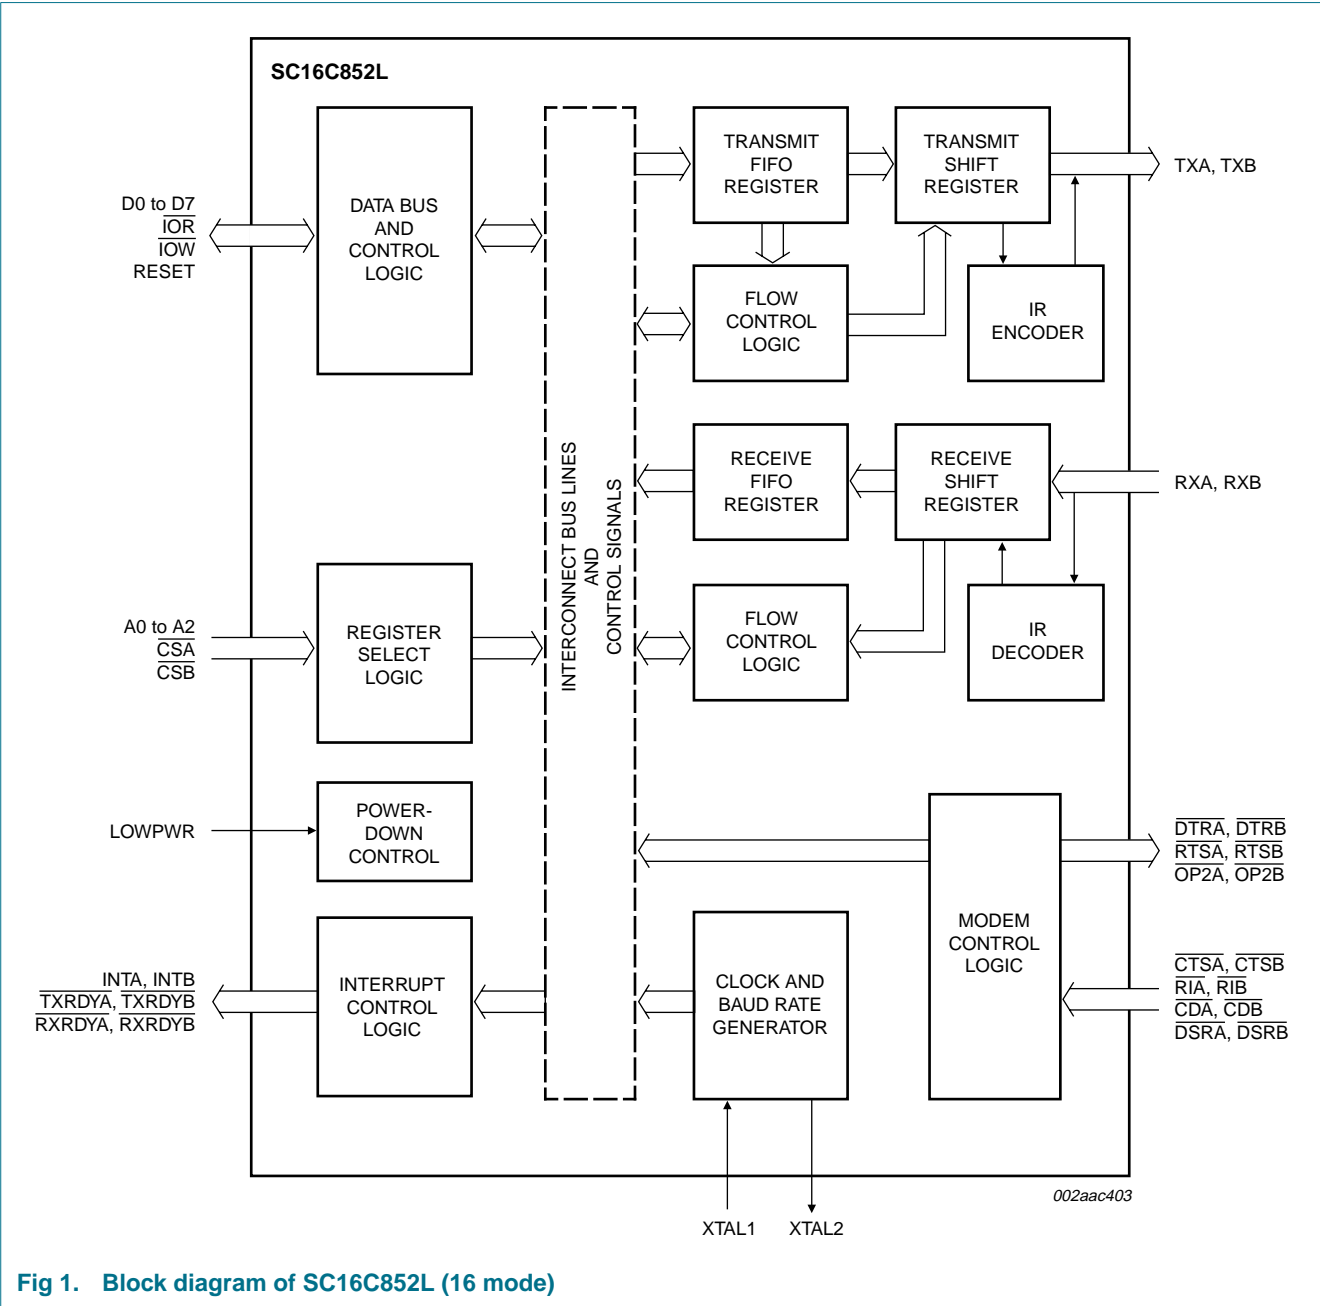 SC16C852L
D0 to D7
IOR
IOW
RESET
DATA BUS
AND
CONTROL
LOGIC
TRANSMIT
FIFO
REGISTER
TRANSMIT
SHIFT
REGISTER
TXA, TXB
FLOW
CONTROL
LOGIC
IR
ENCODER
INTERCONNECT BUS LINES
AND
CONTROL SIGNALS
RECEIVE
FIFO
REGISTER
RECEIVE
SHIFT
REGISTER
RXA, RXB
A0 to A2
CSA
CSB
REGISTER
SELECT
LOGIC
FLOW
CONTROL
LOGIC
IR
DECODER
LOWPWR
POWER-
DOWN
CONTROL
DTRA, DTRB
RTSA, RTSB
OP2A, OP2B
MODEM
CONTROL
LOGIC
INTA, INTB
TXRDYA, TXRDYB
RXRDYA, RXRDYB
INTERRUPT
CONTROL
LOGIC
CLOCK AND
BAUD RATE
GENERATOR
CTSA, CTSB
RIA, RIB
CDA, CDB
DSRA, DSRB
XTAL1
XTAL2
002aac403
Fig 1. Block diagram of SC16C852L (16 mode)